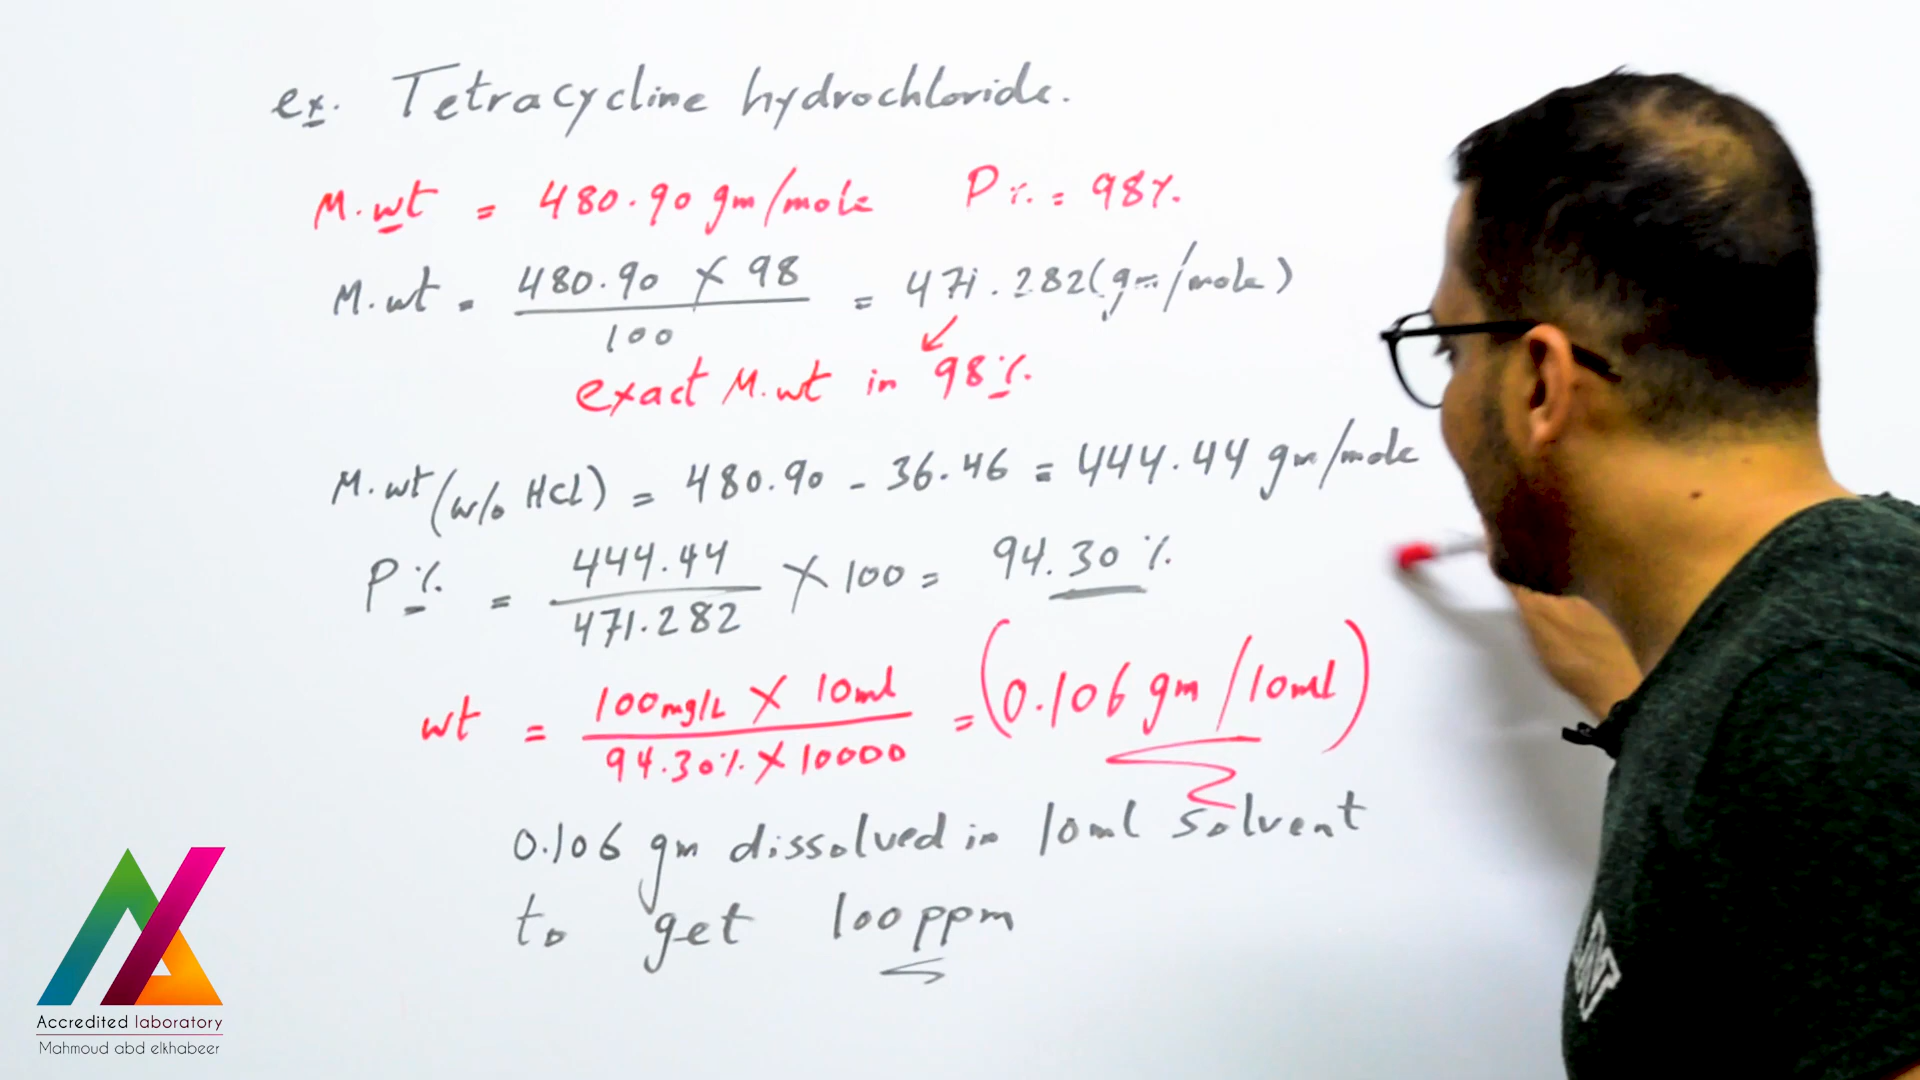 ex. Tetracycline hydrochloride.
M.wt = 480.90 gm/mole P% = 98%.
M.wt = 480.90 X 98 / 100 = 471.282(gm/mole)
exact M.wt in 98%.
M.wt (w/o HCl) = 480.90 - 36.46 = 444.44 gm/mole
P% = 444.44 / 471.282 X 100 = 94.30 %.
wt = 100mg/L X 10ml / 94.30% X 10000 = (0.106 gm/10ml)
0.106 gm dissolved in 10ml solvent
to get 100ppm
Accredited laboratory
Mahmoud abd elkhabeer